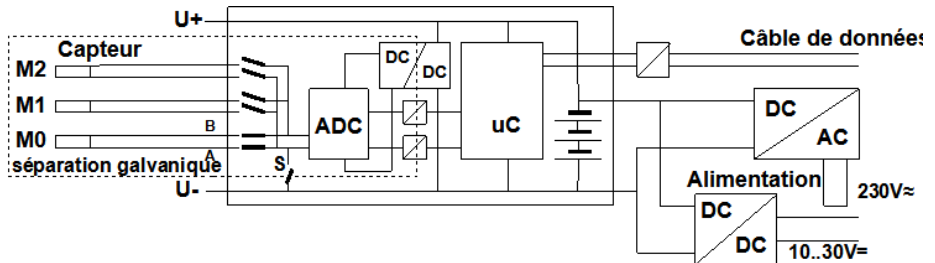 U+
Capteur
M2
M1
M0
B
A
séparation galvanique
S
U-
ADC
DC
DC
uC
Câble de données
DC
AC
Alimentation
230V≈
DC
DC
10..30V=